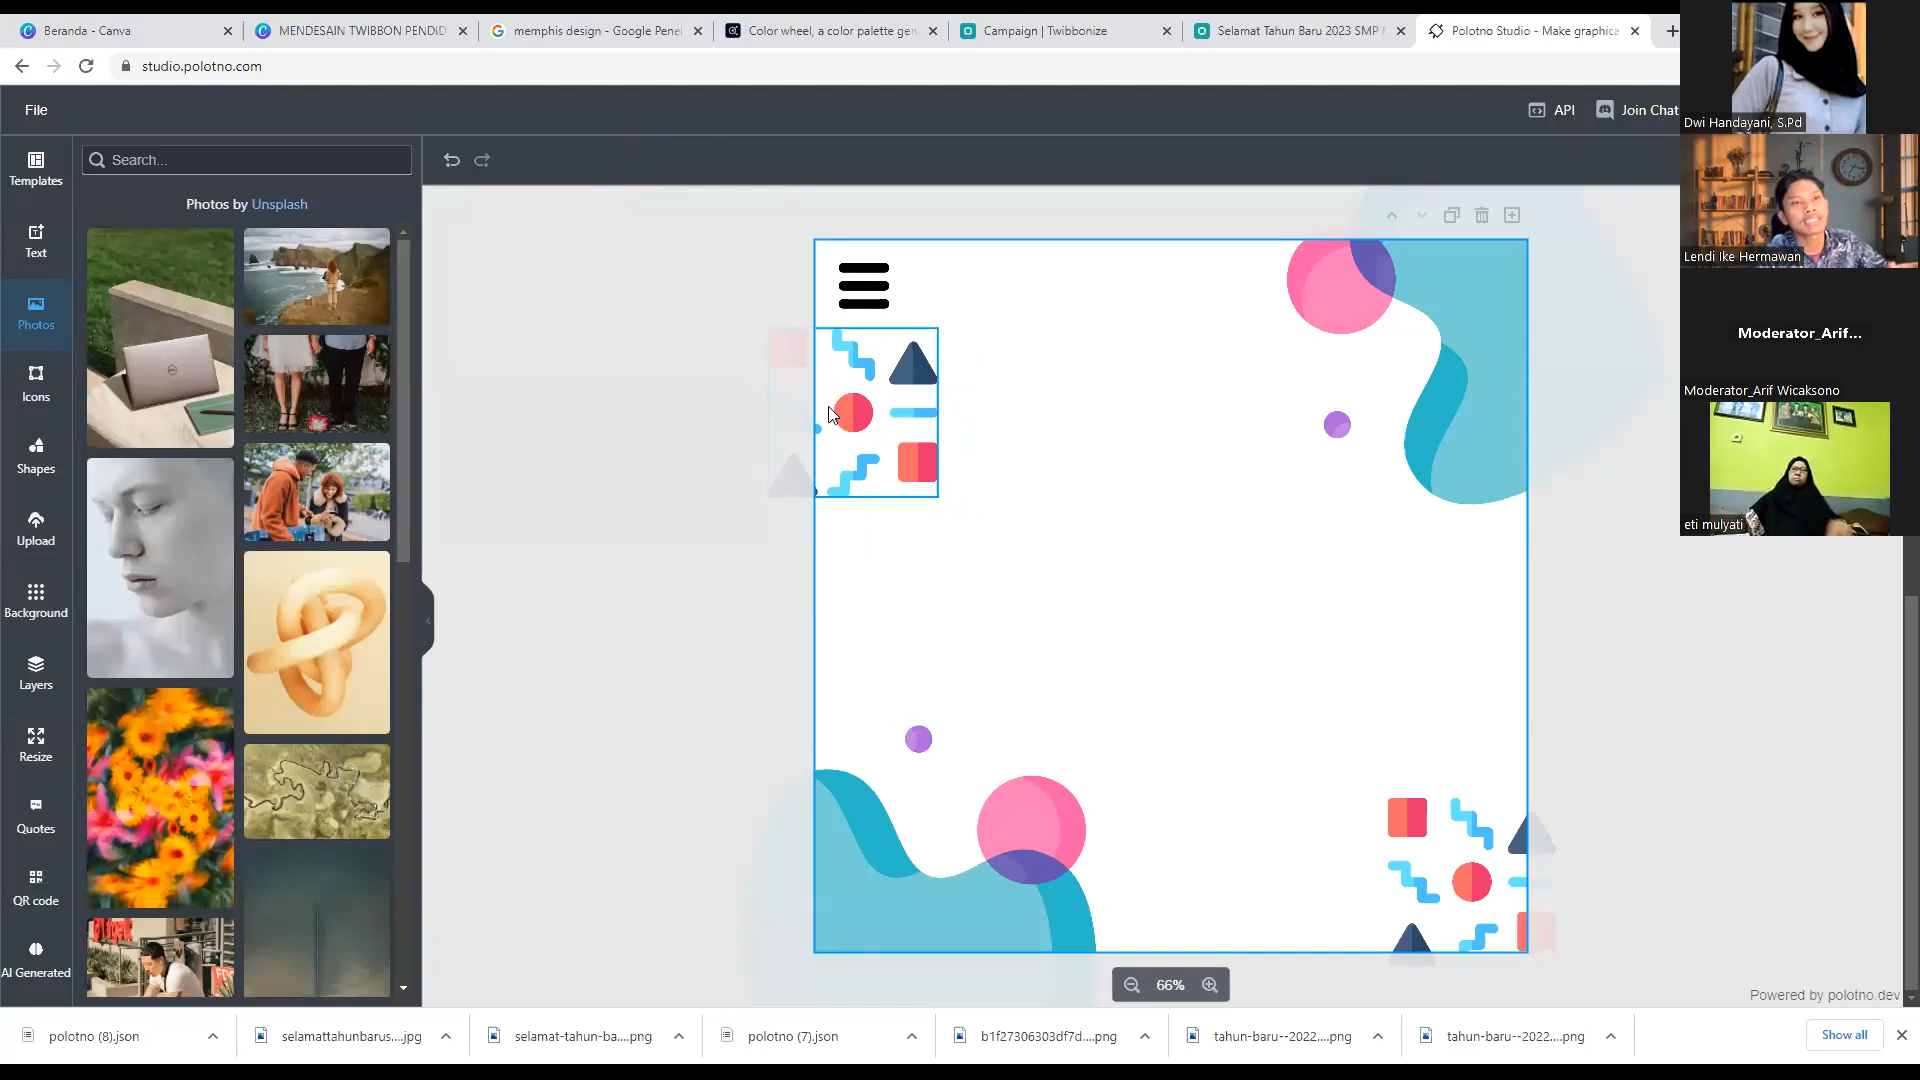 Beranda - Canva
MENDESAIN TWIBBON PENDID
memphis design - Google Penel
Color wheel, a color palette gen
Campaign | Twibbonize
Selamat Tahun Baru 2023 SMP
Polotno Studio - Make graphica
studio.polotno.com
File
API
Join Chat
Templates
Text
Photos
Icons
Shapes
Upload
Background
Layers
Resize
Quotes
QR code
AI Generated
Search...
Photos by Unsplash
66%
Powered by polotno.dev
Dwi Handayani, S.Pd
Lendi Ike Hermawan
Moderator_Arif...
Moderator_Arif Wicaksono
eti mulyati
polotno (8).json
selamattahunbarus....jpg
selamat-tahun-ba....png
polotno (7).json
b1f27306303df7d....png
tahun-baru--2022....png
tahun-baru--2022....png
Show all